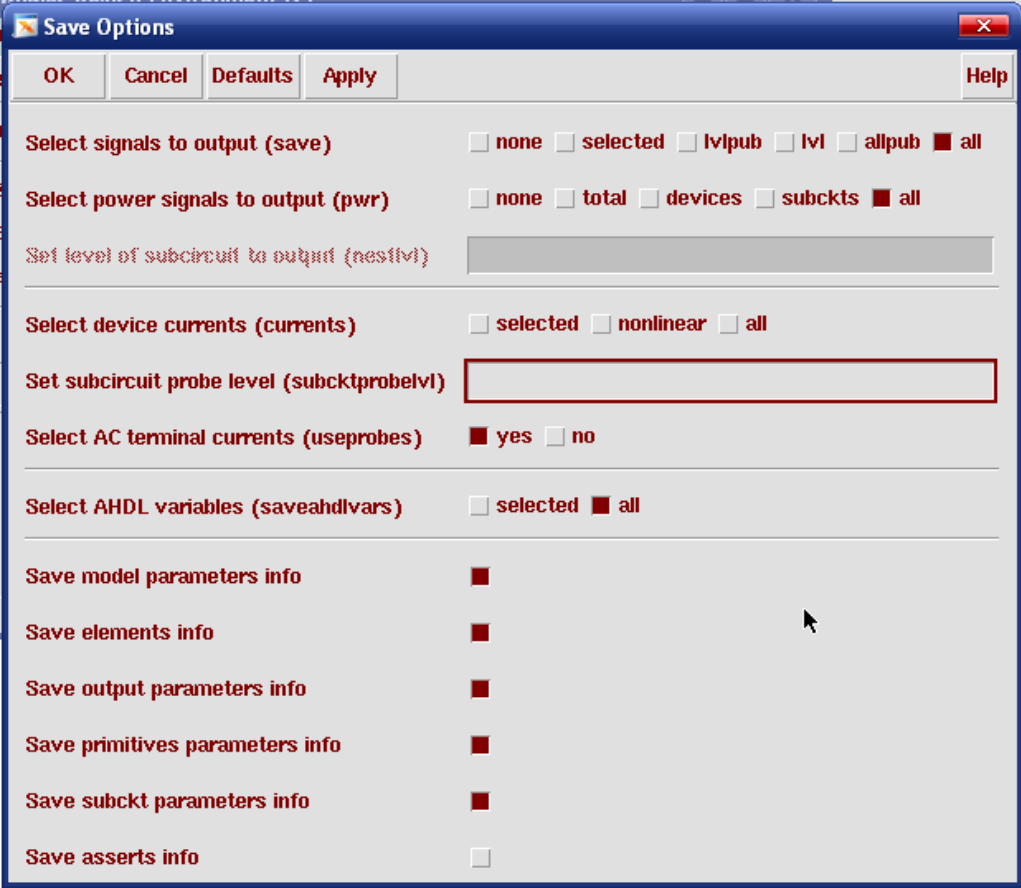 Save Options
OK Cancel Defaults Apply Help
Select signals to output (save) none selected lvlpub lvl allpub all
Select power signals to output (pwr) none total devices subckts all
Set level of subcircuit to output (nestlvl)
Select device currents (currents) selected nonlinear all
Set subcircuit probe level (subcktprobelvl)
Select AC terminal currents (useprobes) yes no
Select AHDL variables (saveahdlvars) selected all
Save model parameters info
Save elements info
Save output parameters info
Save primitives parameters info
Save subckt parameters info
Save asserts info